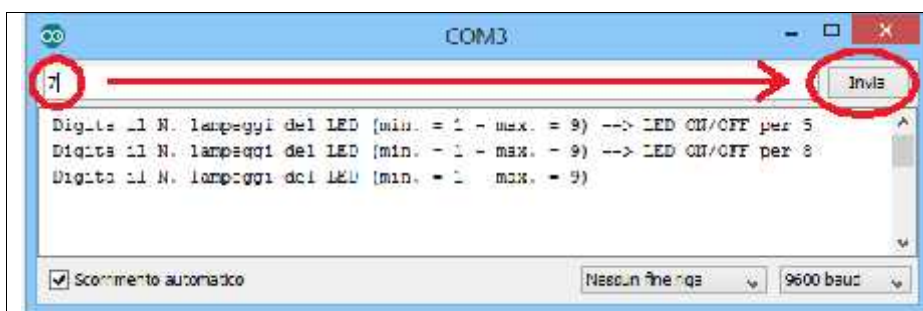 COM3
7
Invia
Digita il N. lampeggi del LED (min. = 1 - max. = 9) --> LED ON/OFF per 5
Digita il N. lampeggi del LED (min. = 1 - max. = 9) --> LED ON/OFF per 8
Digita il N. lampeggi del LED (min. = 1 - max. = 9)
Scorrimento automatico
Nessun fine riga
9600 baud